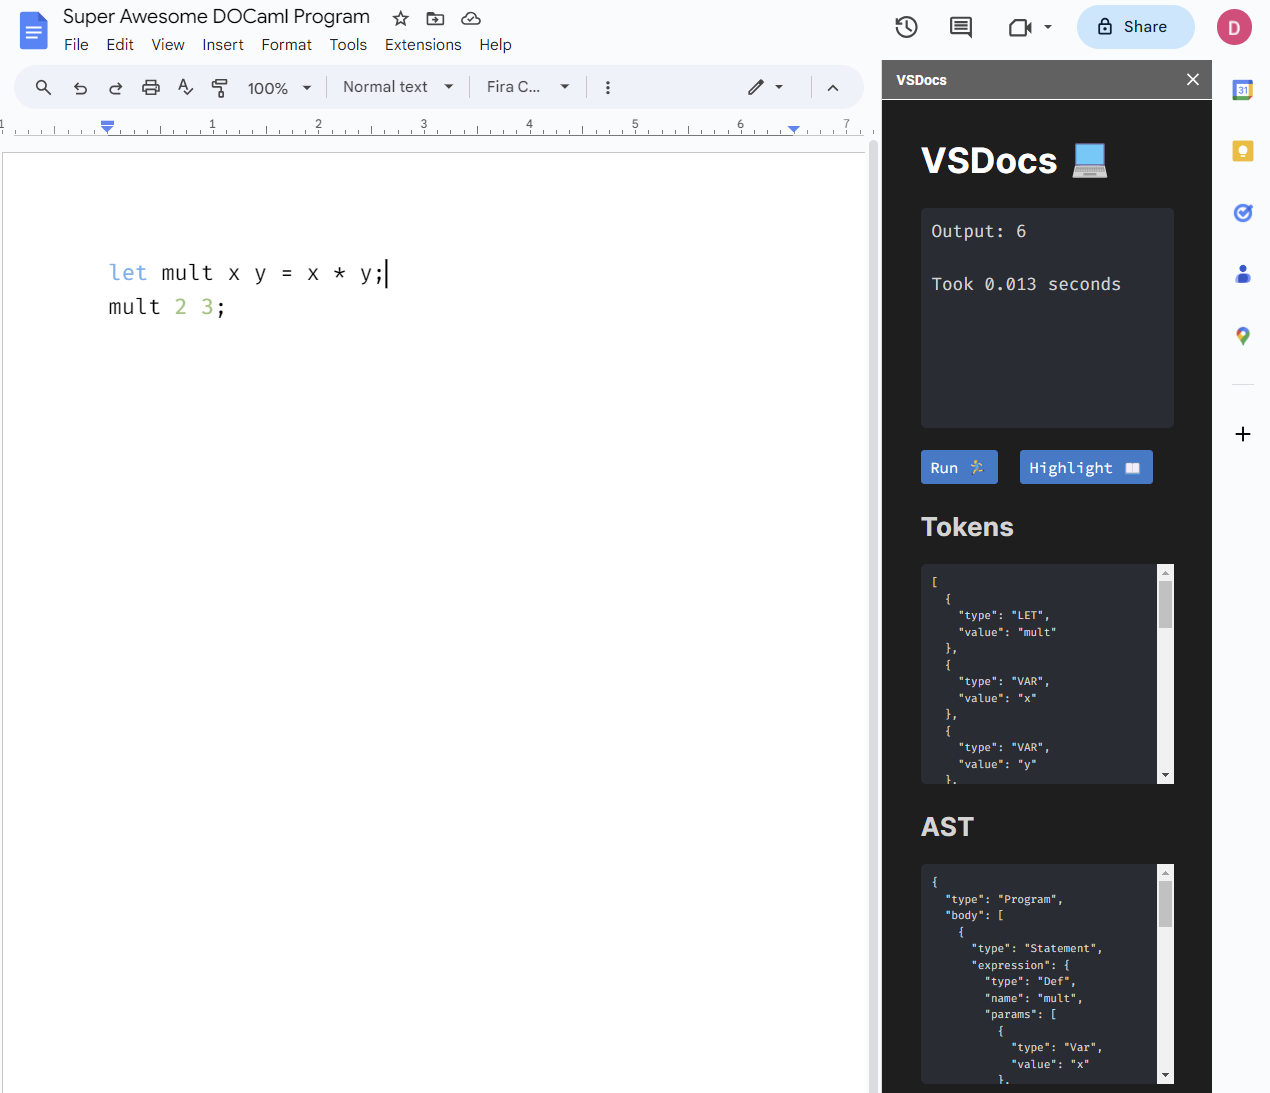 Super Awesome DOCaml Program
File Edit View Insert Format Tools Extensions Help
Share
D
100% Normal text Fira C...
1 1 2 3 4 5 6 7
let mult x y = x * y;
mult 2 3;
VSDocs
VSDocs
Output: 6
Took 0.013 seconds
Run Highlight
Tokens
[
{
"type": "LET",
"value": "mult"
},
{
"type": "VAR",
"value": "x"
},
{
"type": "VAR",
"value": "y"
},
AST
{
"type": "Program",
"body": [
{
"type": "Statement",
"expression": {
"type": "Def",
"name": "mult",
"params": [
{
"type": "Var",
"value": "x"
},
31